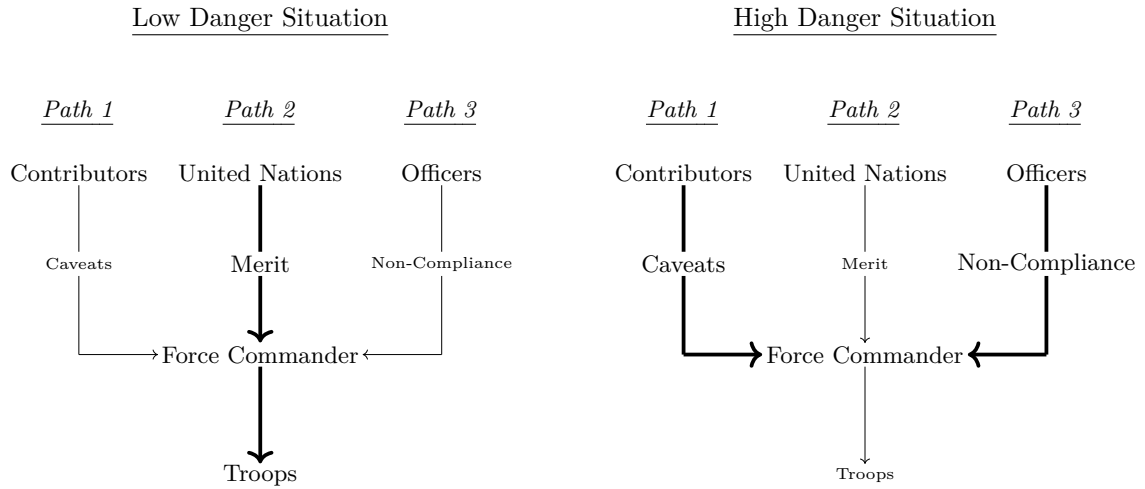 Low Danger Situation
Path 1 Path 2 Path 3
Contributors United Nations Officers
Caveats Merit Non-Compliance
Force Commander
Troops
High Danger Situation
Path 1 Path 2 Path 3
Contributors United Nations Officers
Caveats Merit Non-Compliance
Force Commander
Troops